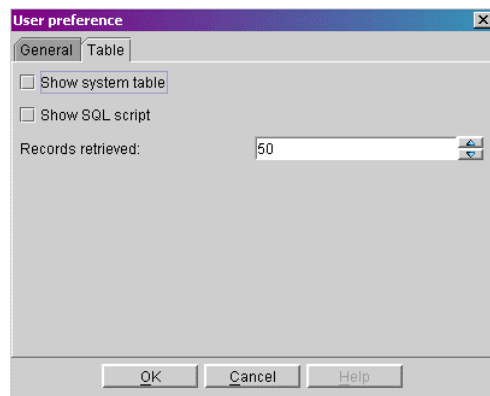 User preference
General Table
Show system table
Show SQL script
Records retrieved: 50
OK Cancel Help